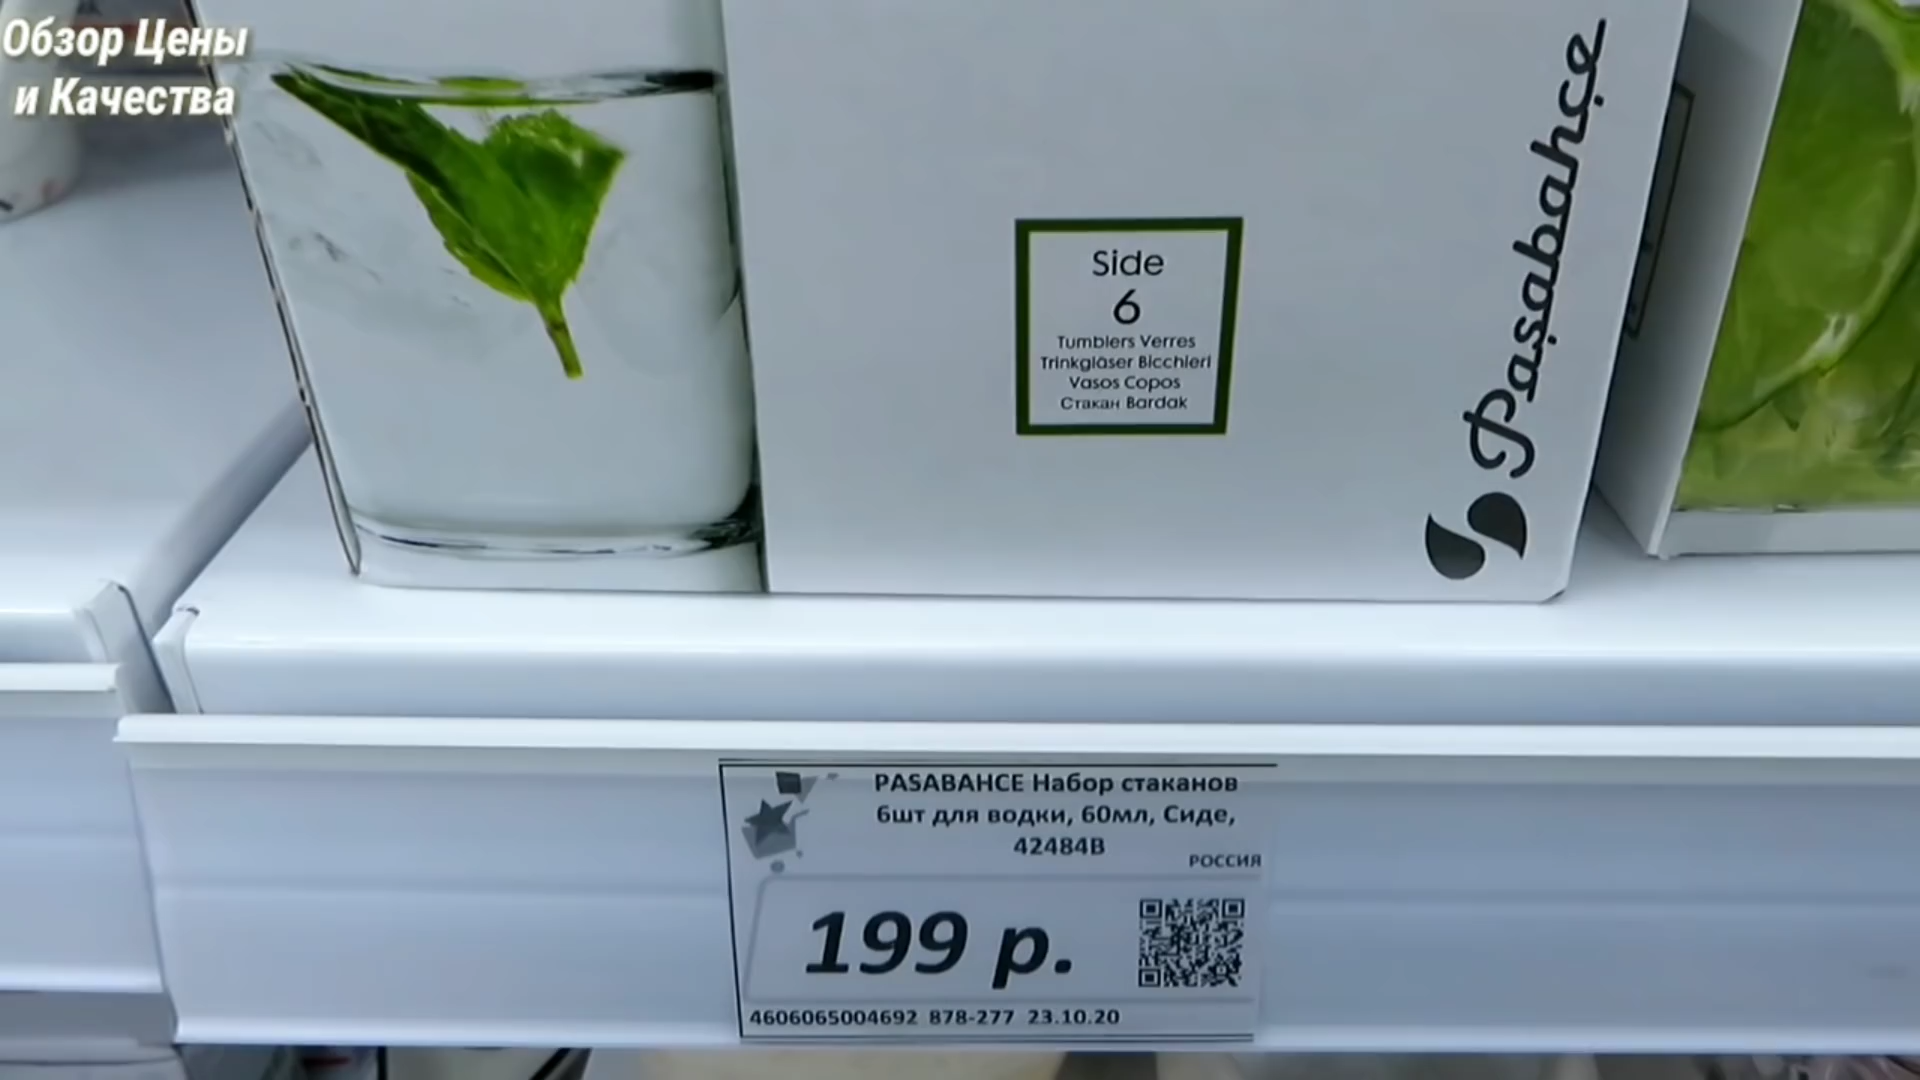 Обзор Цены
и Качества
Paşabahçe
Side
6
Tumblers Verres
Trinkgläser Bicchieri
Vasos Copos
Стакан Bardak
PASABAHCE Набор стаканов
6шт для водки, 60мл, Сиде,
42484B
РОССИЯ
199 р.
4606065004692 878-277 23.10.20